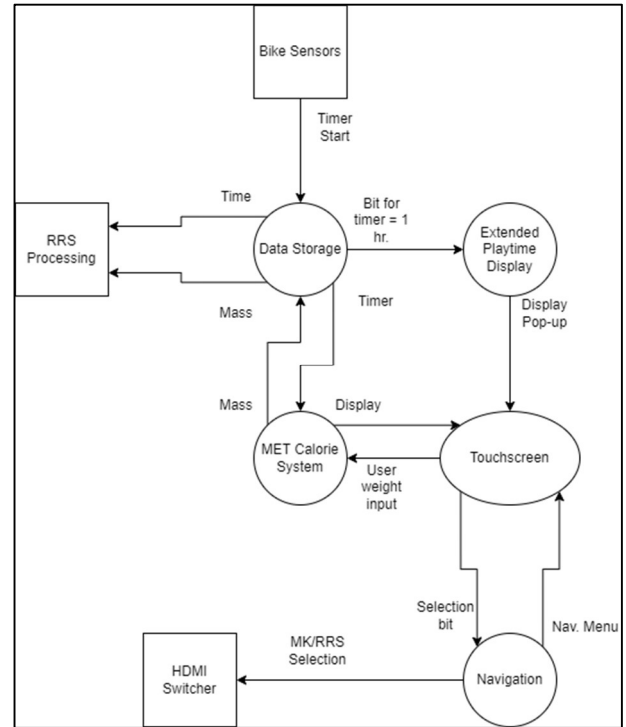 Bike Sensors
Timer
Start
Time
Bit for
timer = 1
hr.
RRS
Processing
Data Storage
Extended
Playtime
Display
Mass
Timer
Display
Pop-up
Mass
Display
MET Calorie
System
User
weight
input
Touchscreen
Selection
bit
Nav. Menu
HDMI
Switcher
MK/RRS
Selection
Navigation